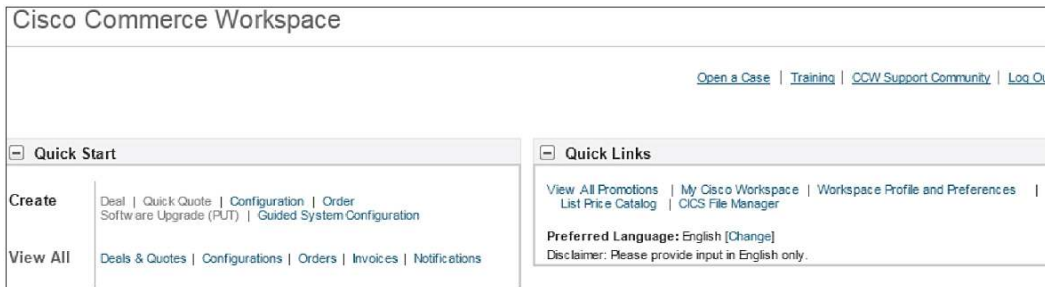 Cisco Commerce Workspace
Open a Case | Training | CCW Support Community | Log
Quick Start
Create
Deal | Quick Quote | Configuration | Order
Software Upgrade (PUT) | Guided System Configuration
View All
Deals & Quotes | Configurations | Orders | Invoices | Notifications
Quick Links
View All Promotions | My Cisco Workspace | Workspace Profile and Preferences |
List Price Catalog | CICS File Manager
Preferred Language: English [Change]
Disclaimer: Please provide input in English only.